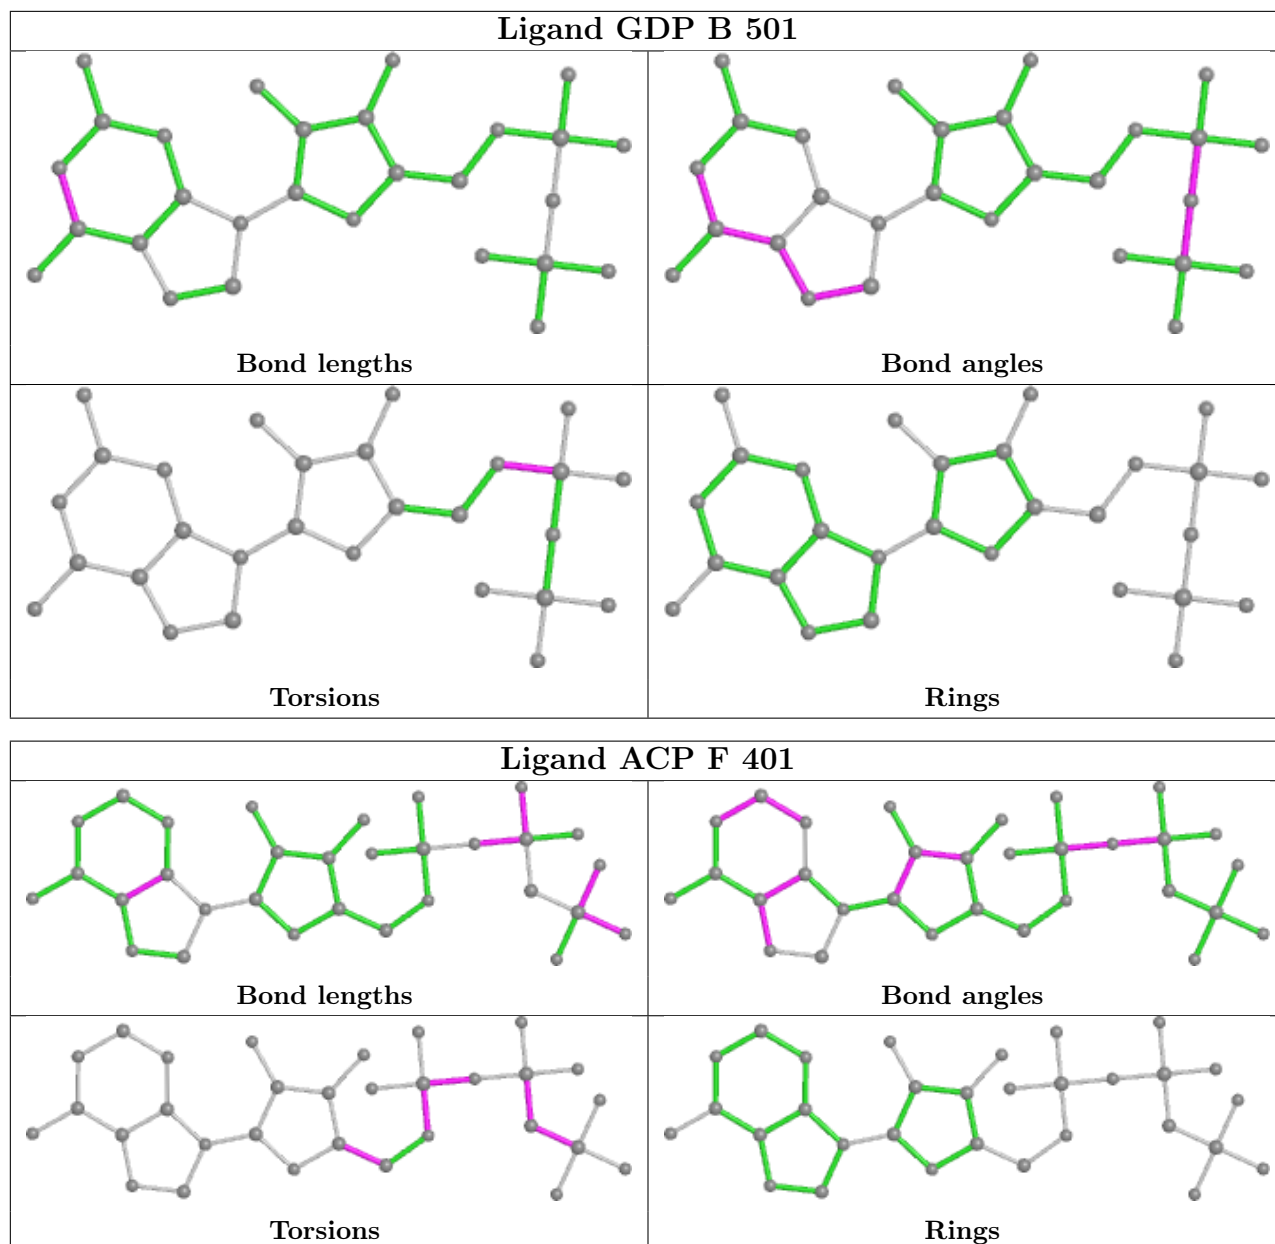 Ligand GDP B 501
Bond lengths
Bond angles
Torsions
Rings
Ligand ACP F 401
Bond lengths
Bond angles
Torsions
Rings